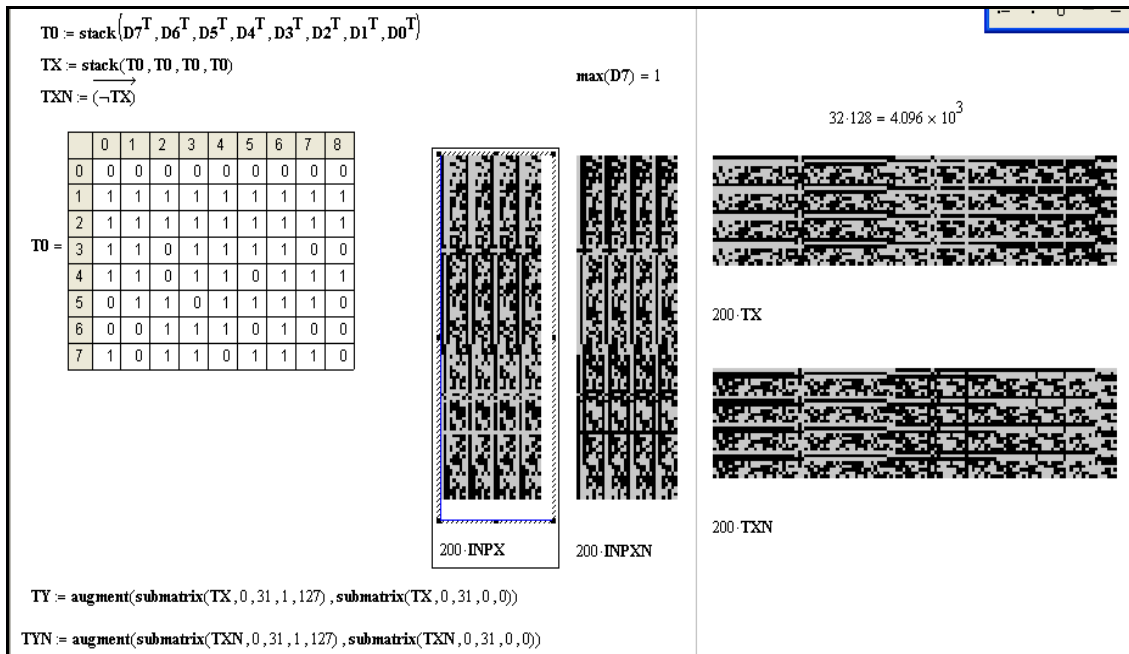 T0 := stack(D7^T, D6^T, D5^T, D4^T, D3^T, D2^T, D1^T, D0^T)
TX := stack(T0, T0, T0, T0)
TXN := (¬TX)
max(D7) = 1
32·128 = 4.096 × 10^3
0 1 2 3 4 5 6 7 8
0 0 0 0 0 0 0 0 0 0
1 1 1 1 1 1 1 1 1 1
2 1 1 1 1 1 1 1 1 1
T0 =
3 1 1 0 1 1 1 1 0 0
4 1 1 0 1 1 0 1 1 1
5 0 1 1 0 1 1 1 1 0
6 0 0 1 1 1 0 1 0 0
7 1 0 1 1 0 1 1 1 0
200·TX
200·TXN
200·INPX
200·INPXN
TY := augment(submatrix(TX, 0, 31, 1, 127), submatrix(TX, 0, 31, 0, 0))
TYN := augment(submatrix(TXN, 0, 31, 1, 127), submatrix(TXN, 0, 31, 0, 0))